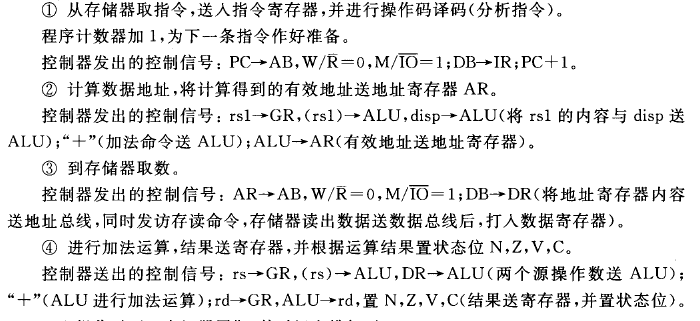 ① 从存储器取指令,送入指令寄存器,并进行操作码译码(分析指令)。
程序计数器加1,为下一条指令作好准备。
控制器发出的控制信号: PC→AB,W/R̅=0,M/I̅O̅=1;DB→IR;PC+1。
② 计算数据地址,将计算得到的有效地址送地址寄存器 AR。
控制器发出的控制信号: rs1→GR,(rs1)→ALU,disp→ALU(将 rs1 的内容与 disp 送
ALU);“+”(加法命令送 ALU);ALU→AR(有效地址送地址寄存器)。
③ 到存储器取数。
控制器发出的控制信号: AR→AB,W/R̅=0,M/I̅O̅=1;DB→DR(将地址寄存器内容
送地址总线,同时发访存读命令,存储器读出数据送数据总线后,打入数据寄存器)。
④ 进行加法运算,结果送寄存器,并根据运算结果置状态位 N,Z,V,C。
控制器送出的控制信号: rs→GR,(rs)→ALU,DR→ALU(两个源操作数送 ALU);
“+”(ALU 进行加法运算);rd→GR,ALU→rd,置 N,Z,V,C(结果送寄存器,并置状态位)。